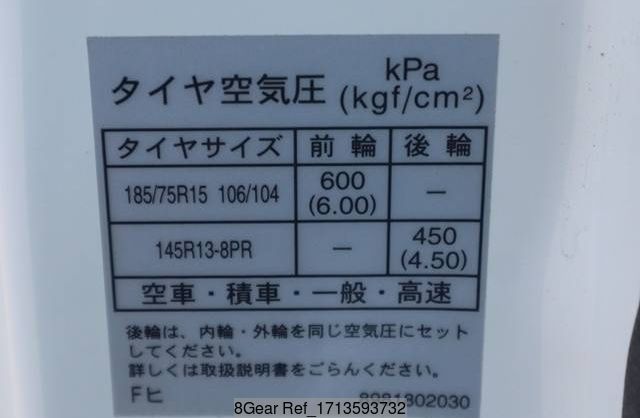 タイヤ空気圧 kPa
(kgf/cm²)
タイヤサイズ 前輪 後輪
185/75R15 106/104 600
(6.00) —
145R13-8PR — 450
(4.50)
空車・積車・一般・高速
後輪は、内輪・外輪を同じ空気圧にセット
してください。
詳しくは取扱説明書をごらんください。
Fヒ
8Gear Ref_1713593732